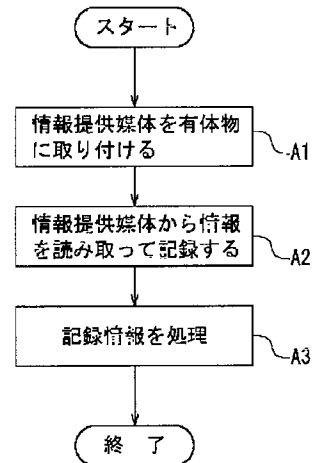 スタート
情報提供媒体を有体物
に取り付ける
A1
情報提供媒体から情報
を読み取って記録する
A2
記録情報を処理
A3
終了